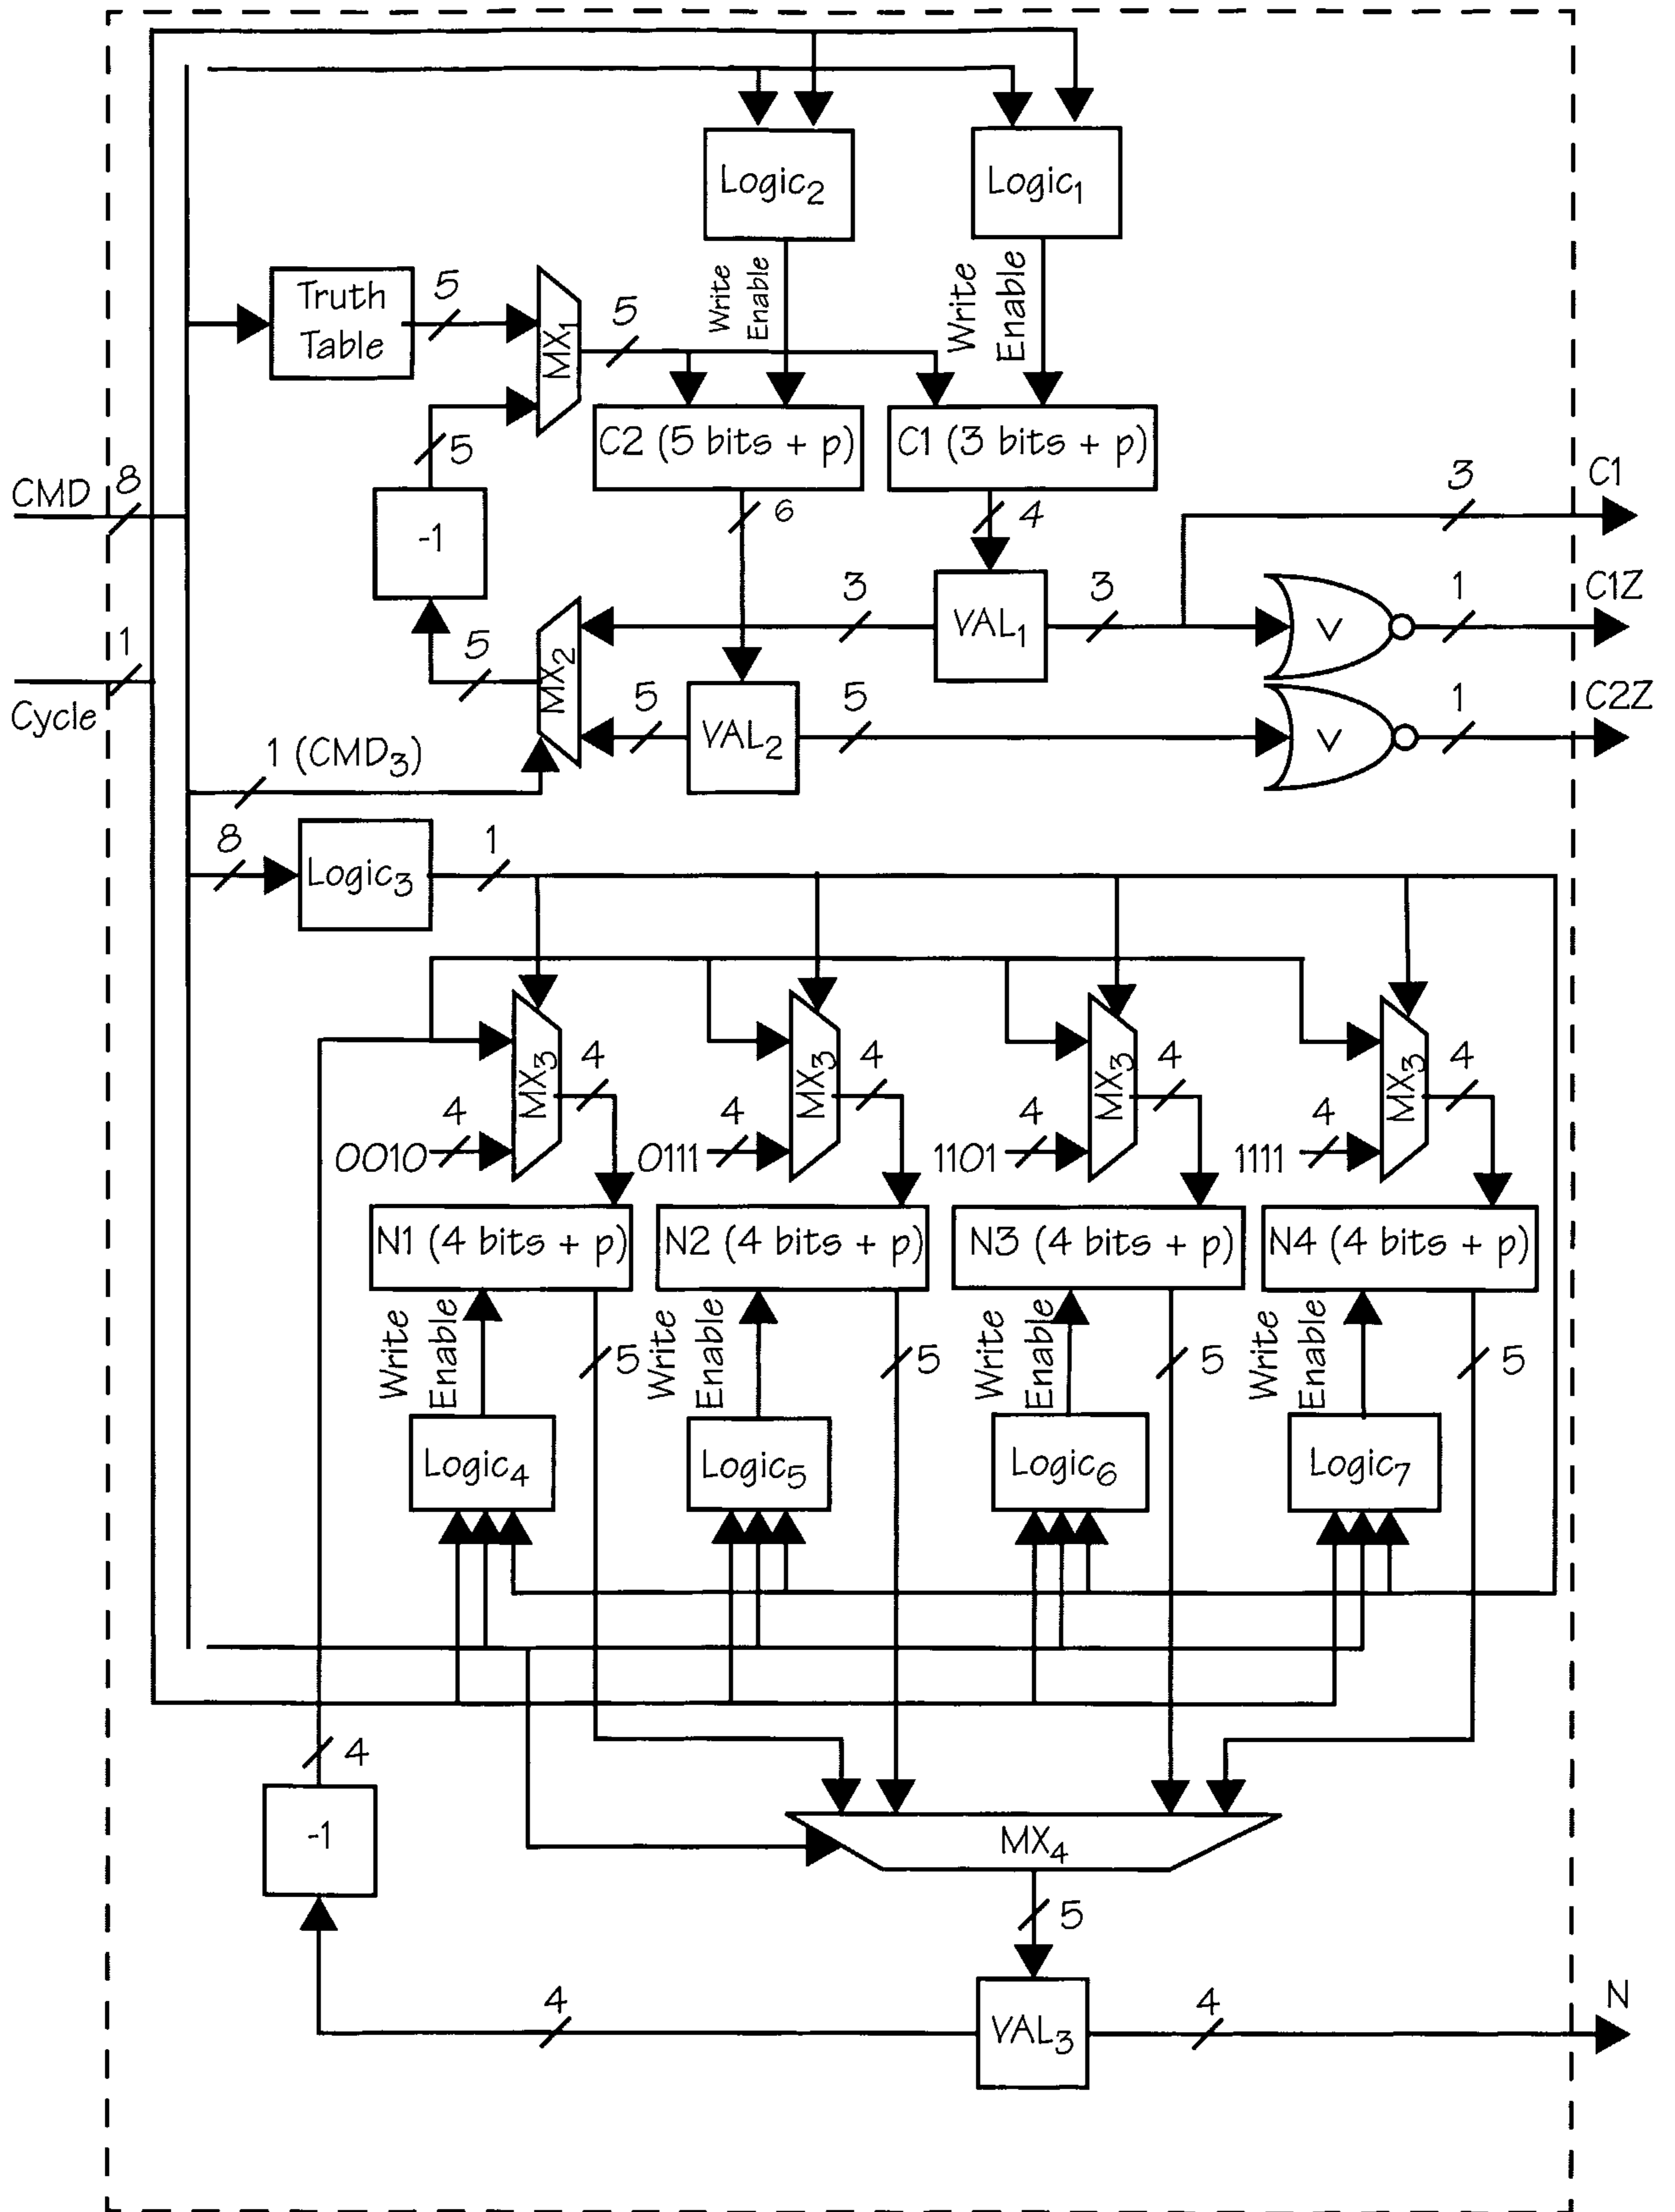 Logic2
Logic1
Write
Enable
Write
Enable
Truth
Table
5
MX1
5
5
C2 (5 bits + p)
C1 (3 bits + p)
CMD
8
-1
6
4
3
C1
3
VAL1
3
V
1
C1Z
Cycle
1
5
MX2
5
VAL2
5
V
1
C2Z
1 (CMD3)
8
Logic3
1
MX3
4
MX3
4
MX3
4
MX3
4
0010
4
0111
4
1101
4
1111
4
N1 (4 bits + p)
N2 (4 bits + p)
N3 (4 bits + p)
N4 (4 bits + p)
Write
Enable
5
Write
Enable
5
Write
Enable
5
Write
Enable
5
Logic4
Logic5
Logic6
Logic7
4
-1
MX4
5
4
VAL3
4
N